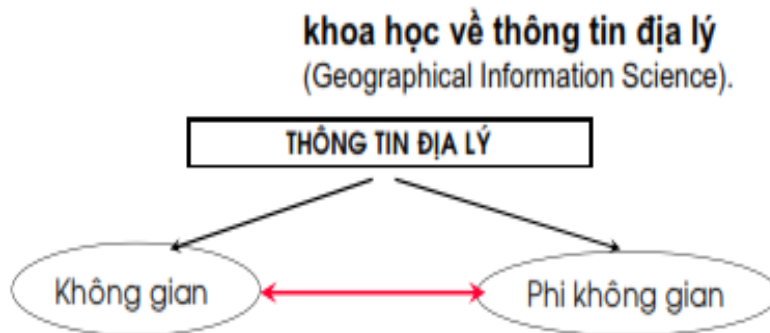 khoa học về thông tin địa lý
(Geographical Information Science).
THÔNG TIN ĐỊA LÝ
Không gian
Phi không gian